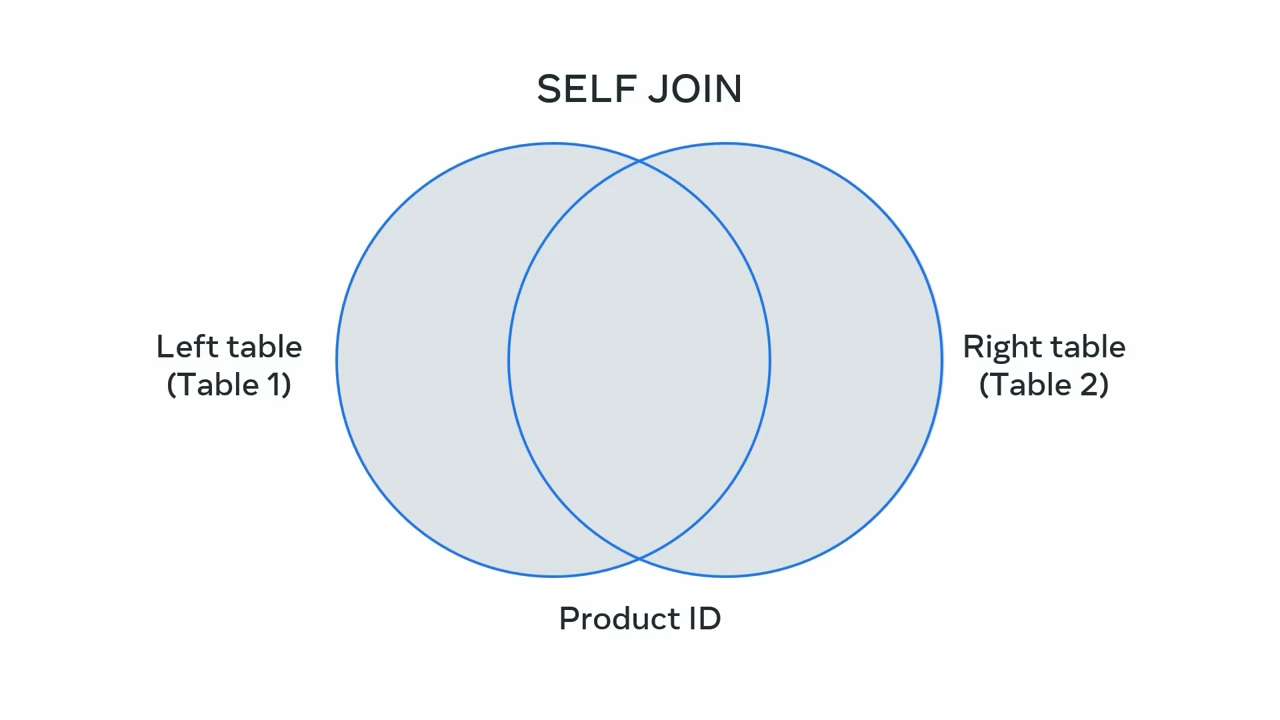 SELF JOIN
Left table
(Table 1)
Right table
(Table 2)
Product ID